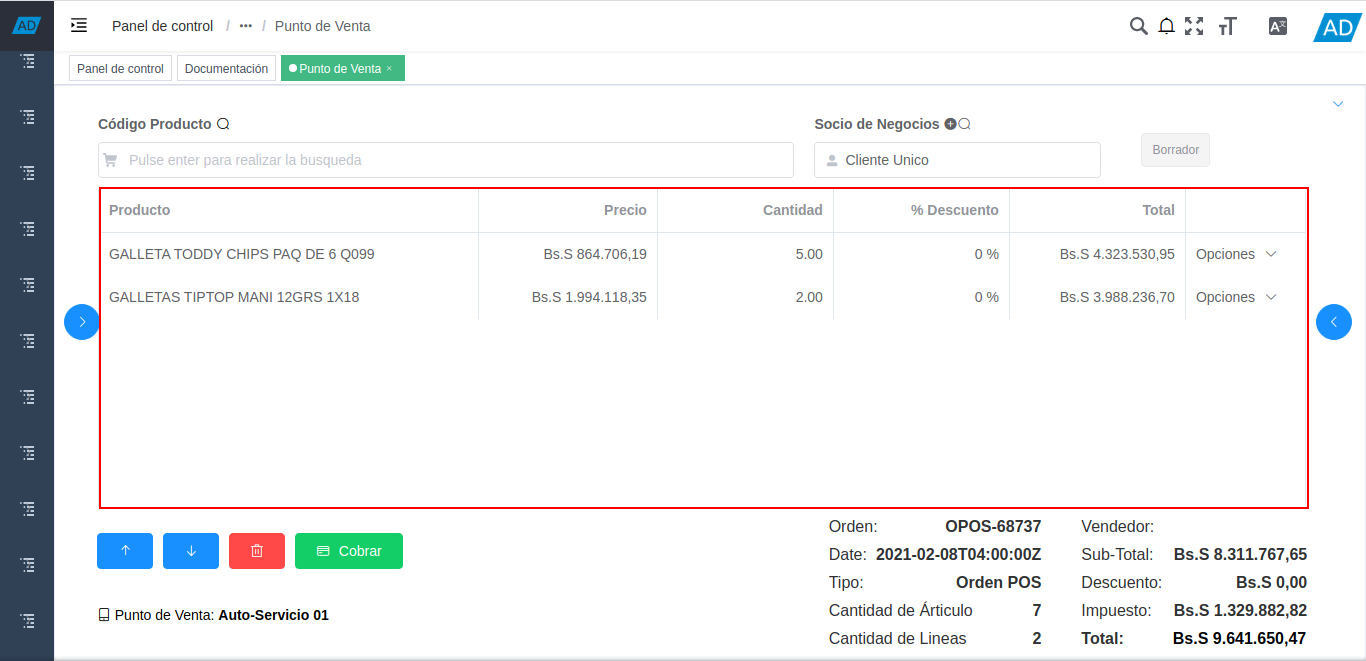 AD
Panel de control / ••• / Punto de Venta
AD
Panel de control
Documentación
Punto de Venta ×
Código Producto
Socio de Negocios
Pulse enter para realizar la busqueda
Cliente Unico
Borrador
Producto Precio Cantidad % Descuento Total
GALLETA TODDY CHIPS PAQ DE 6 Q099 Bs.S 864.706,19 5.00 0 % Bs.S 4.323.530,95 Opciones
GALLETAS TIPTOP MANI 12GRS 1X18 Bs.S 1.994.118,35 2.00 0 % Bs.S 3.988.236,70 Opciones
Cobrar
Punto de Venta: Auto-Servicio 01
Orden: OPOS-68737
Date: 2021-02-08T04:00:00Z
Tipo: Orden POS
Cantidad de Árticulo 7
Cantidad de Lineas 2
Vendedor:
Sub-Total: Bs.S 8.311.767,65
Descuento: Bs.S 0,00
Impuesto: Bs.S 1.329.882,82
Total: Bs.S 9.641.650,47